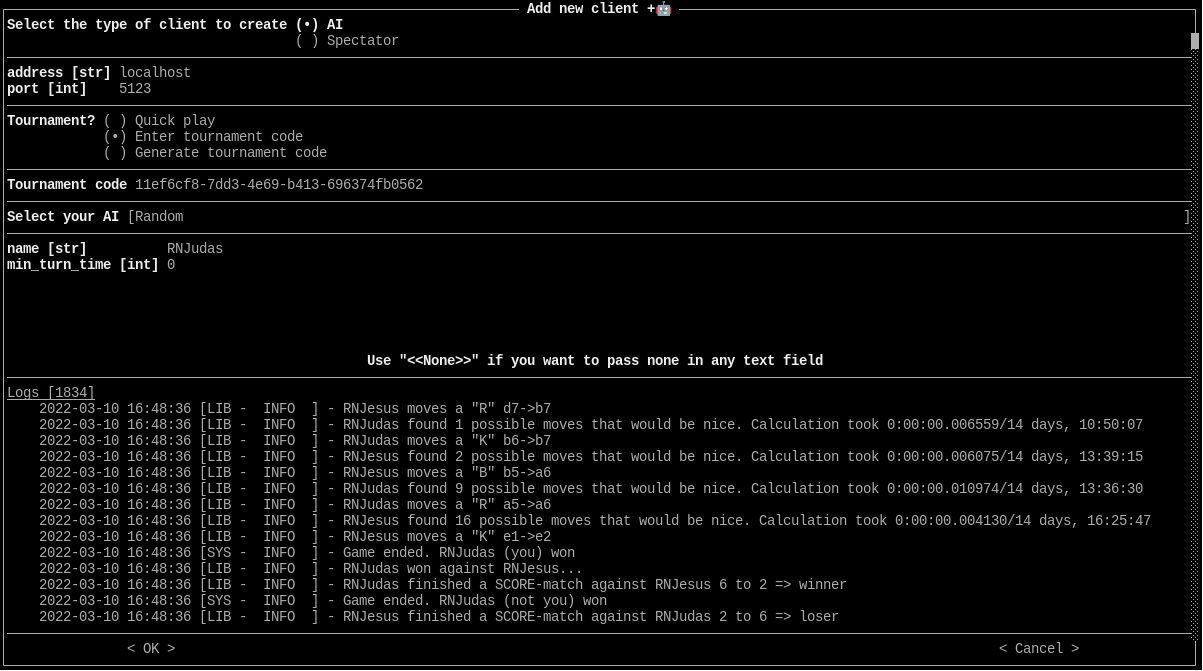 Add new client +🤖
Select the type of client to create (•) AI
( ) Spectator
address [str] localhost
port [int] 5123
Tournament? ( ) Quick play
(•) Enter tournament code
( ) Generate tournament code
Tournament code 11ef6cf8-7dd3-4e69-b413-696374fb0562
Select your AI [Random ]
name [str] RNJudas
min_turn_time [int] 0
Use "<<None>>" if you want to pass none in any text field
Logs [1834]
2022-03-10 16:48:36 [LIB -  INFO  ] - RNJesus moves a "R" d7->b7
2022-03-10 16:48:36 [LIB -  INFO  ] - RNJudas found 1 possible moves that would be nice. Calculation took 0:00:00.006559/14 days, 10:50:07
2022-03-10 16:48:36 [LIB -  INFO  ] - RNJudas moves a "K" b6->b7
2022-03-10 16:48:36 [LIB -  INFO  ] - RNJesus found 2 possible moves that would be nice. Calculation took 0:00:00.006075/14 days, 13:39:15
2022-03-10 16:48:36 [LIB -  INFO  ] - RNJesus moves a "B" b5->a6
2022-03-10 16:48:36 [LIB -  INFO  ] - RNJudas found 9 possible moves that would be nice. Calculation took 0:00:00.010974/14 days, 13:36:30
2022-03-10 16:48:36 [LIB -  INFO  ] - RNJudas moves a "R" a5->a6
2022-03-10 16:48:36 [LIB -  INFO  ] - RNJesus found 16 possible moves that would be nice. Calculation took 0:00:00.004130/14 days, 16:25:47
2022-03-10 16:48:36 [LIB -  INFO  ] - RNJesus moves a "K" e1->e2
2022-03-10 16:48:36 [SYS -  INFO  ] - Game ended. RNJudas (you) won
2022-03-10 16:48:36 [LIB -  INFO  ] - RNJudas won against RNJesus...
2022-03-10 16:48:36 [LIB -  INFO  ] - RNJudas finished a SCORE-match against RNJesus 6 to 2 => winner
2022-03-10 16:48:36 [SYS -  INFO  ] - Game ended. RNJudas (not you) won
2022-03-10 16:48:36 [LIB -  INFO  ] - RNJesus finished a SCORE-match against RNJudas 2 to 6 => loser
< OK > < Cancel >